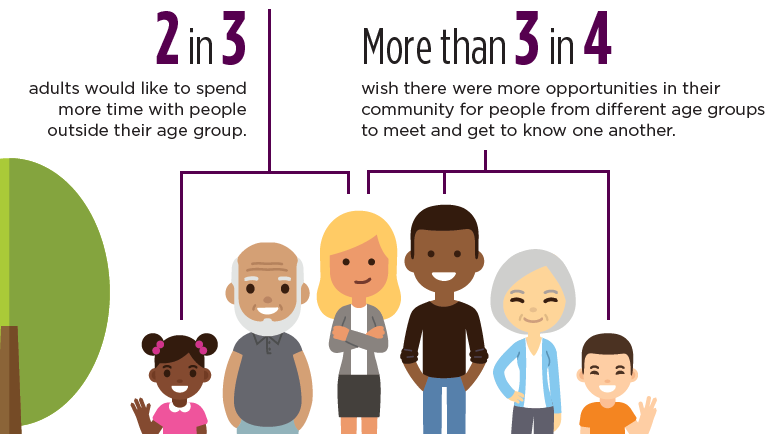 2 in 3
adults would like to spend
more time with people
outside their age group.
More than 3 in 4
wish there were more opportunities in their
community for people from different age groups
to meet and get to know one another.